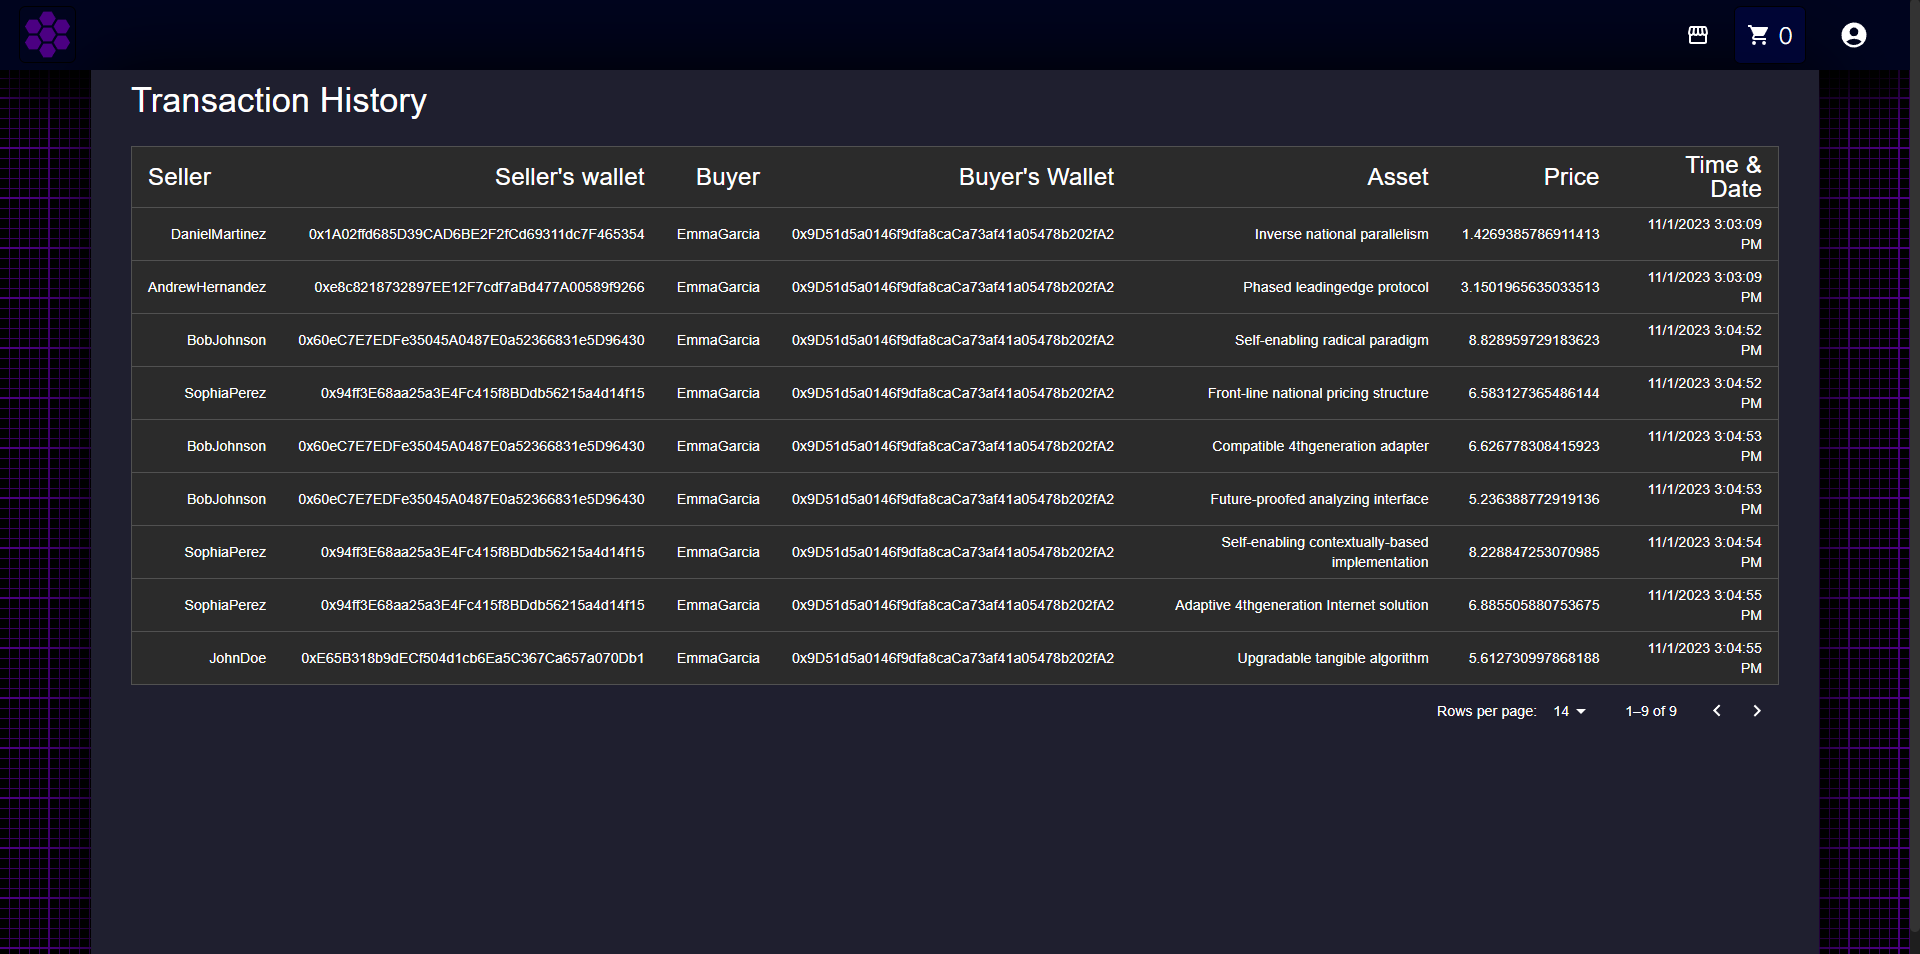 0
Transaction History
Seller Seller's wallet Buyer Buyer's Wallet Asset Price Time & Date
DanielMartinez 0x1A02ffd685D39CAD6BE2F2fCd69311dc7F465354 EmmaGarcia 0x9D51d5a0146f9dfa8caCa73af41a05478b202fA2 Inverse national parallelism 1.4269385786911413 11/1/2023 3:03:09 PM
AndrewHernandez 0xe8c8218732897EE12F7cdf7aBd477A00589f9266 EmmaGarcia 0x9D51d5a0146f9dfa8caCa73af41a05478b202fA2 Phased leadingedge protocol 3.1501965635033513 11/1/2023 3:03:09 PM
BobJohnson 0x60eC7E7EDFe35045A0487E0a52366831e5D96430 EmmaGarcia 0x9D51d5a0146f9dfa8caCa73af41a05478b202fA2 Self-enabling radical paradigm 8.828959729183623 11/1/2023 3:04:52 PM
SophiaPerez 0x94ff3E68aa25a3E4Fc415f8BDdb56215a4d14f15 EmmaGarcia 0x9D51d5a0146f9dfa8caCa73af41a05478b202fA2 Front-line national pricing structure 6.583127365486144 11/1/2023 3:04:52 PM
BobJohnson 0x60eC7E7EDFe35045A0487E0a52366831e5D96430 EmmaGarcia 0x9D51d5a0146f9dfa8caCa73af41a05478b202fA2 Compatible 4thgeneration adapter 6.626778308415923 11/1/2023 3:04:53 PM
BobJohnson 0x60eC7E7EDFe35045A0487E0a52366831e5D96430 EmmaGarcia 0x9D51d5a0146f9dfa8caCa73af41a05478b202fA2 Future-proofed analyzing interface 5.236388772919136 11/1/2023 3:04:53 PM
SophiaPerez 0x94ff3E68aa25a3E4Fc415f8BDdb56215a4d14f15 EmmaGarcia 0x9D51d5a0146f9dfa8caCa73af41a05478b202fA2 Self-enabling contextually-based implementation 8.228847253070985 11/1/2023 3:04:54 PM
SophiaPerez 0x94ff3E68aa25a3E4Fc415f8BDdb56215a4d14f15 EmmaGarcia 0x9D51d5a0146f9dfa8caCa73af41a05478b202fA2 Adaptive 4thgeneration Internet solution 6.885505880753675 11/1/2023 3:04:55 PM
JohnDoe 0xE65B318b9dECf504d1cb6Ea5C367Ca657a070Db1 EmmaGarcia 0x9D51d5a0146f9dfa8caCa73af41a05478b202fA2 Upgradable tangible algorithm 5.612730997868188 11/1/2023 3:04:55 PM
Rows per page: 14 1–9 of 9